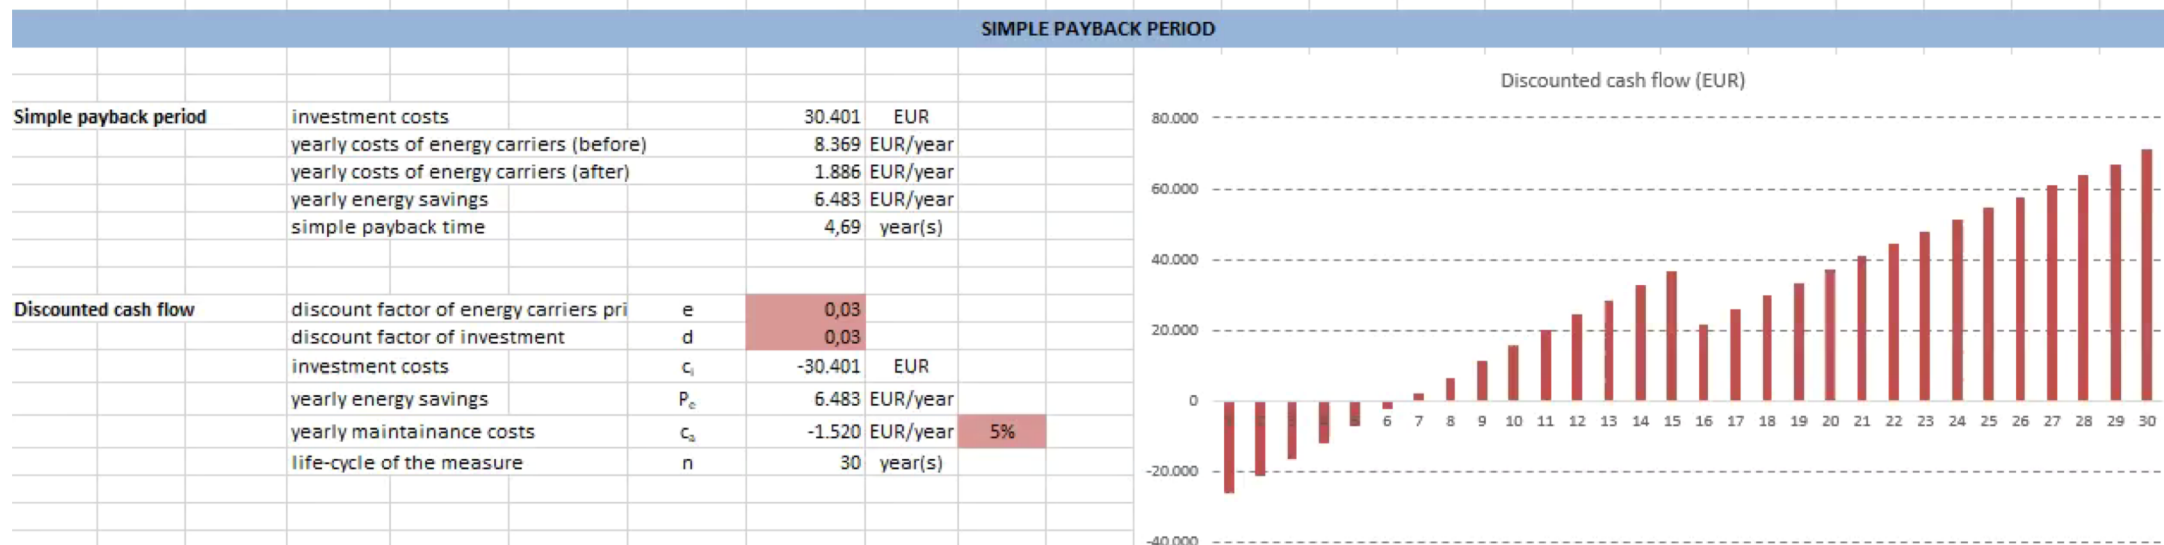 SIMPLE PAYBACK PERIOD
Simple payback period investment costs 30.401 EUR
yearly costs of energy carriers (before) 8.369 EUR/year
yearly costs of energy carriers (after) 1.886 EUR/year
yearly energy savings 6.483 EUR/year
simple payback time 4,69 year(s)
Discounted cash flow discount factor of energy carriers pri e 0,03
discount factor of investment d 0,03
investment costs cᵢ -30.401 EUR
yearly energy savings Pₑ 6.483 EUR/year
yearly maintainance costs cₐ -1.520 EUR/year 5%
life-cycle of the measure n 30 year(s)
Discounted cash flow (EUR)
80.000
60.000
40.000
20.000
0
6 7 8 9 10 11 12 13 14 15 16 17 18 19 20 21 22 23 24 25 26 27 28 29 30
-20.000
-40.000